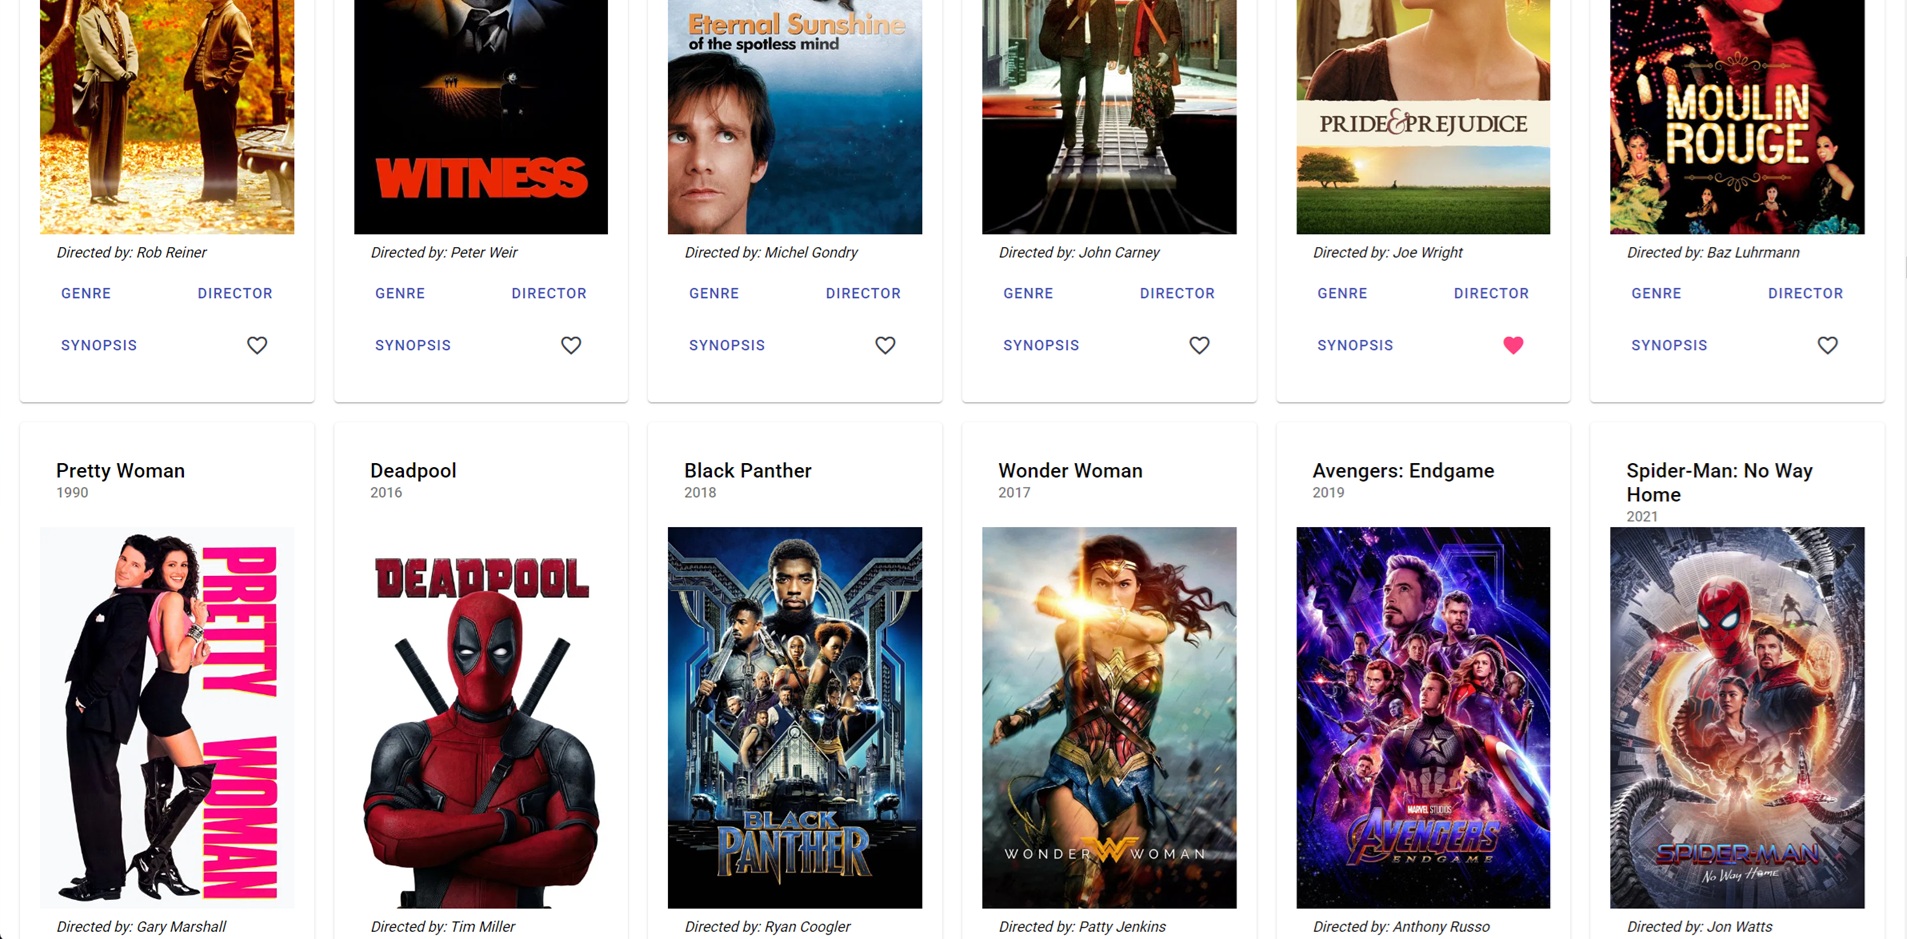 Eternal Sunshine
of the spotless mind
PRIDE & PREJUDICE
MOULIN
ROUGE
WITNESS
Directed by: Rob Reiner
Directed by: Peter Weir
Directed by: Michel Gondry
Directed by: John Carney
Directed by: Joe Wright
Directed by: Baz Luhrmann
GENRE DIRECTOR
GENRE DIRECTOR
GENRE DIRECTOR
GENRE DIRECTOR
GENRE DIRECTOR
GENRE DIRECTOR
SYNOPSIS
SYNOPSIS
SYNOPSIS
SYNOPSIS
SYNOPSIS
SYNOPSIS
Pretty Woman
1990
PRETTY WOMAN
Directed by: Gary Marshall
Deadpool
2016
DEADPOOL
Directed by: Tim Miller
Black Panther
2018
BLACK
PANTHER
Directed by: Ryan Coogler
Wonder Woman
2017
WONDER WOMAN
Directed by: Patty Jenkins
Avengers: Endgame
2019
MARVEL STUDIOS
AVENGERS
ENDGAME
Directed by: Anthony Russo
Spider-Man: No Way
Home
2021
SPIDER-MAN
No Way Home
Directed by: Jon Watts